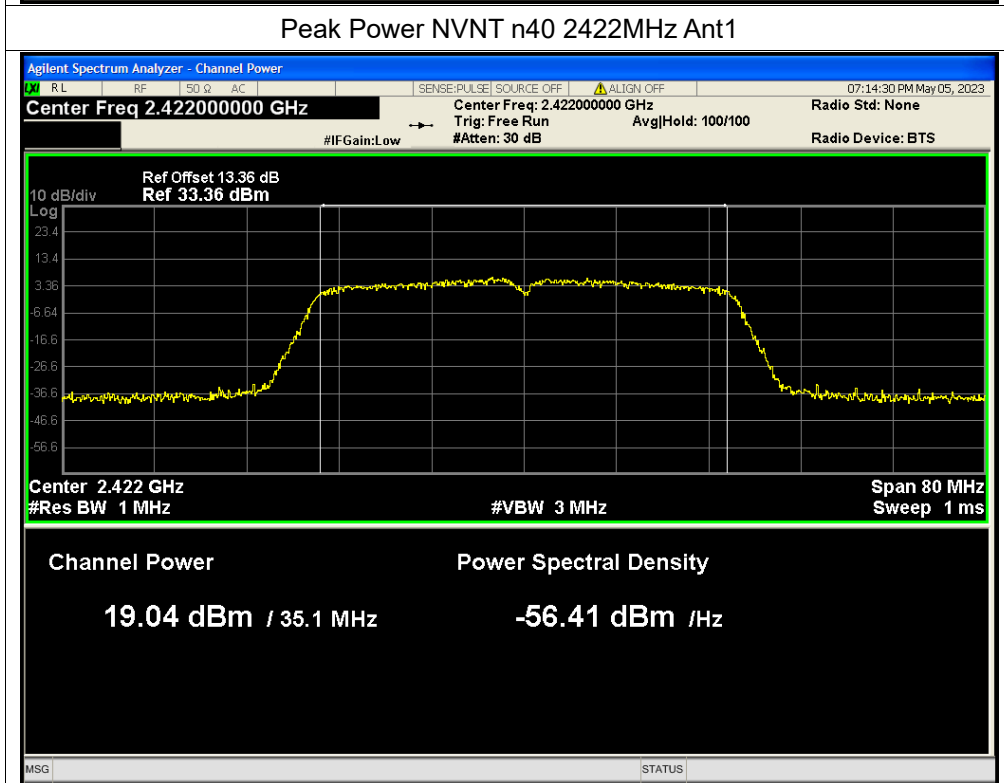 Peak Power NVNT n40 2422MHz Ant1
Agilent Spectrum Analyzer - Channel Power
LXI RL RF 50 Ω AC SENSE:PULSE SOURCE OFF ALIGN OFF 07:14:30 PM May 05, 2023
Center Freq 2.422000000 GHz Center Freq: 2.422000000 GHz Radio Std: None
Trig: Free Run Avg|Hold: 100/100
#IFGain:Low #Atten: 30 dB Radio Device: BTS
Ref Offset 13.36 dB
10 dB/div Ref 33.36 dBm
Log
23.4
13.4
3.36
-6.64
-16.6
-26.6
-36.6
-46.6
-56.6
Center 2.422 GHz Span 80 MHz
#Res BW 1 MHz #VBW 3 MHz Sweep 1 ms
Channel Power Power Spectral Density
19.04 dBm / 35.1 MHz -56.41 dBm /Hz
MSG STATUS